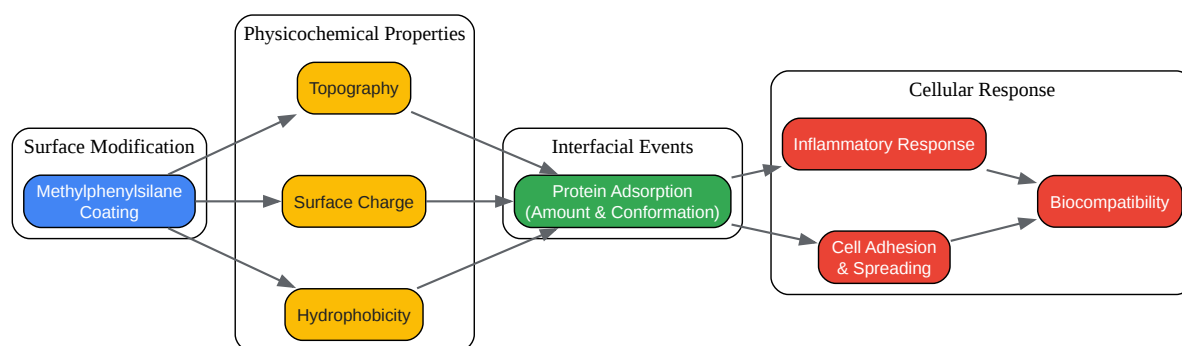 Surface Modification
Methylphenylsilane
Coating
Physicochemical Properties
Topography
Surface Charge
Hydrophobicity
Interfacial Events
Protein Adsorption
(Amount & Conformation)
Cellular Response
Inflammatory Response
Cell Adhesion
& Spreading
Biocompatibility